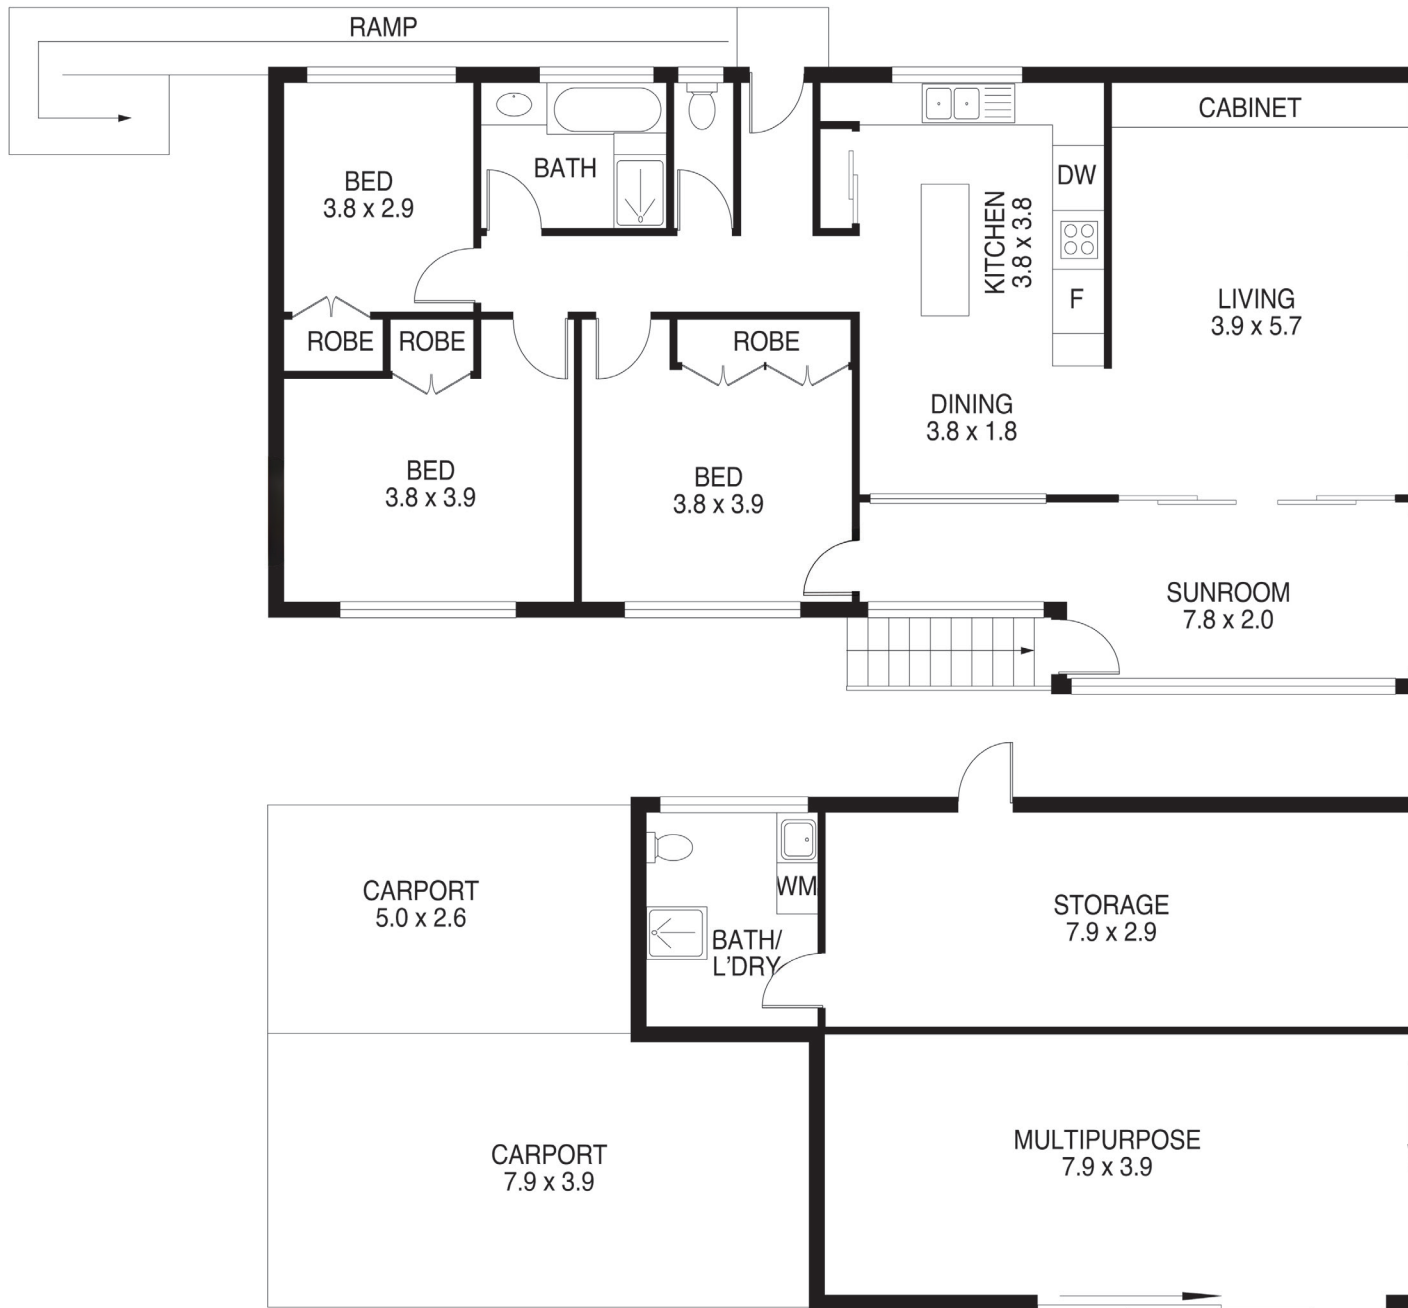 RAMP
CABINET
BATH
DW
BED
3.8 x 2.9
KITCHEN
3.8 x 3.8
F
LIVING
3.9 x 5.7
ROBE
ROBE
ROBE
DINING
3.8 x 1.8
BED
3.8 x 3.9
BED
3.8 x 3.9
SUNROOM
7.8 x 2.0
CARPORT
5.0 x 2.6
WM
BATH/
L'DRY
STORAGE
7.9 x 2.9
CARPORT
7.9 x 3.9
MULTIPURPOSE
7.9 x 3.9